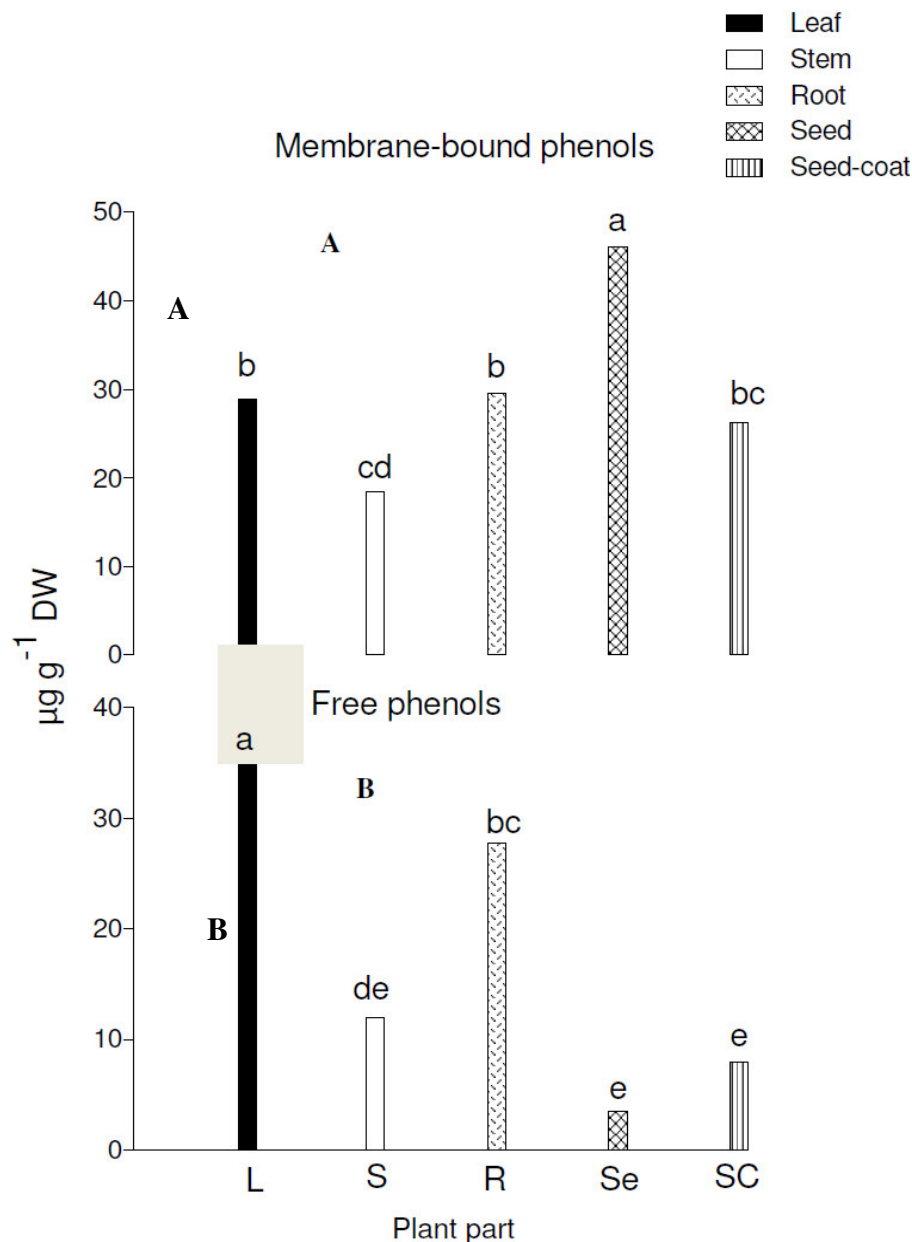 Leaf
Stem
Root
Seed
Seed-coat
Membrane-bound phenols
50
40
30
20
10
0
A
A
a
b
cd
b
bc
µg g-1 DW
Free phenols
40
30
20
10
0
a
B
B
bc
de
e
e
L S R Se SC
Plant part